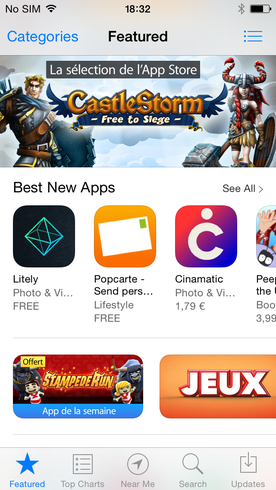 No SIM 18:32
Categories Featured
La sélection de l'App Store
CastleStorm
- Free to Siege -
Best New Apps See All >
Litely
Photo & Vi...
FREE
Popcarte -
Send pers...
Lifestyle
FREE
Cinamatic
Photo & Vi...
1,79 €
Peep
the U
Boo
3,99
Offert
Stampede Run
App de la semaine
JEUX
Featured Top Charts Near Me Search Updates